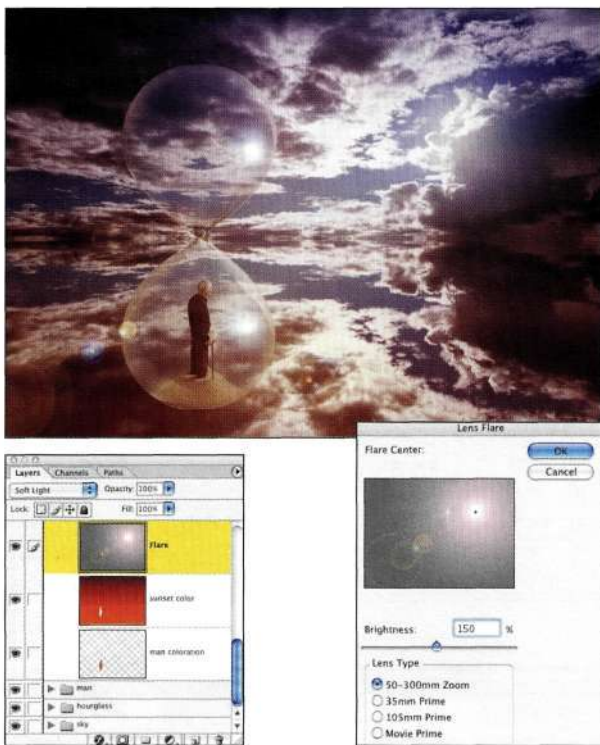 Layers Channels Paths
Soft Light Opacity: 100%
Lock: Fill: 100%
Flare
sunset color
man coloration
man
hourglass
sky
Lens Flare
Flare Center:
OK
Cancel
Brightness: 150 %
Lens Type
50-300mm Zoom
35mm Prime
105mm Prime
Movie Prime